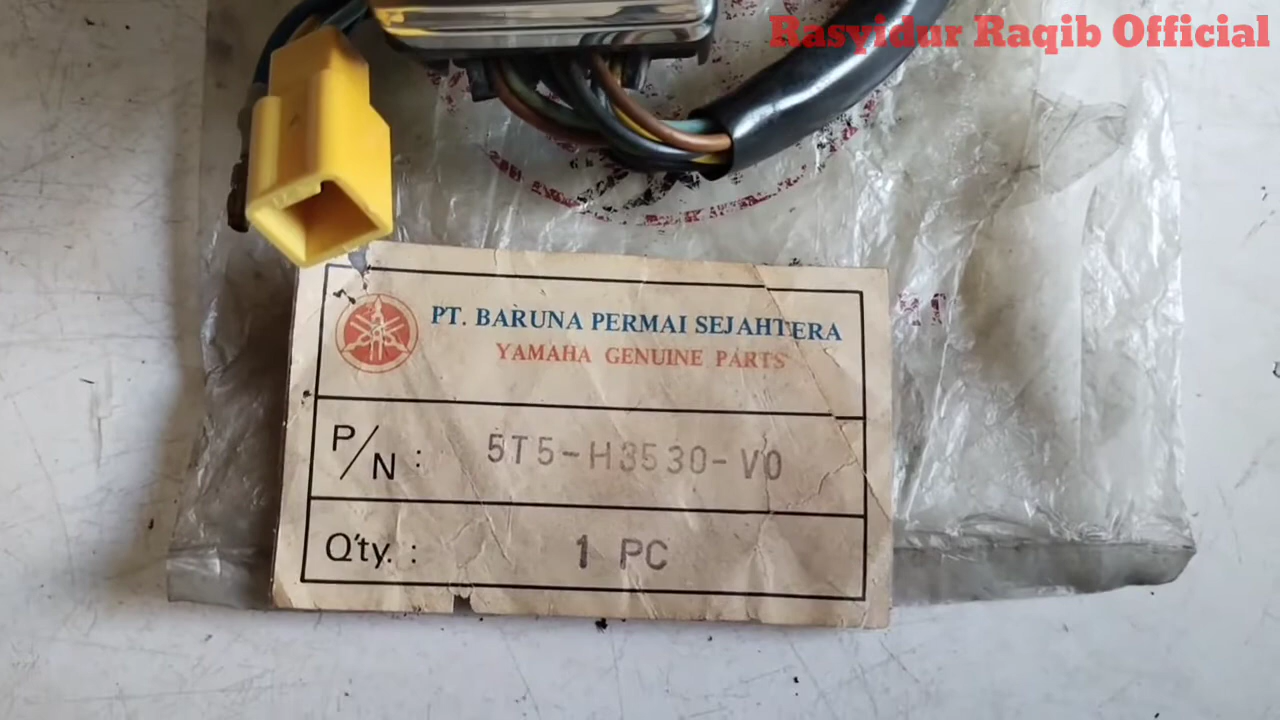 Rasyidur Raqib Official
PT. BARUNA PERMAI SEJAHTERA
YAMAHA GENUINE PARTS
P/N : 5T5-H3530-V0
Q'ty. : 1 PC